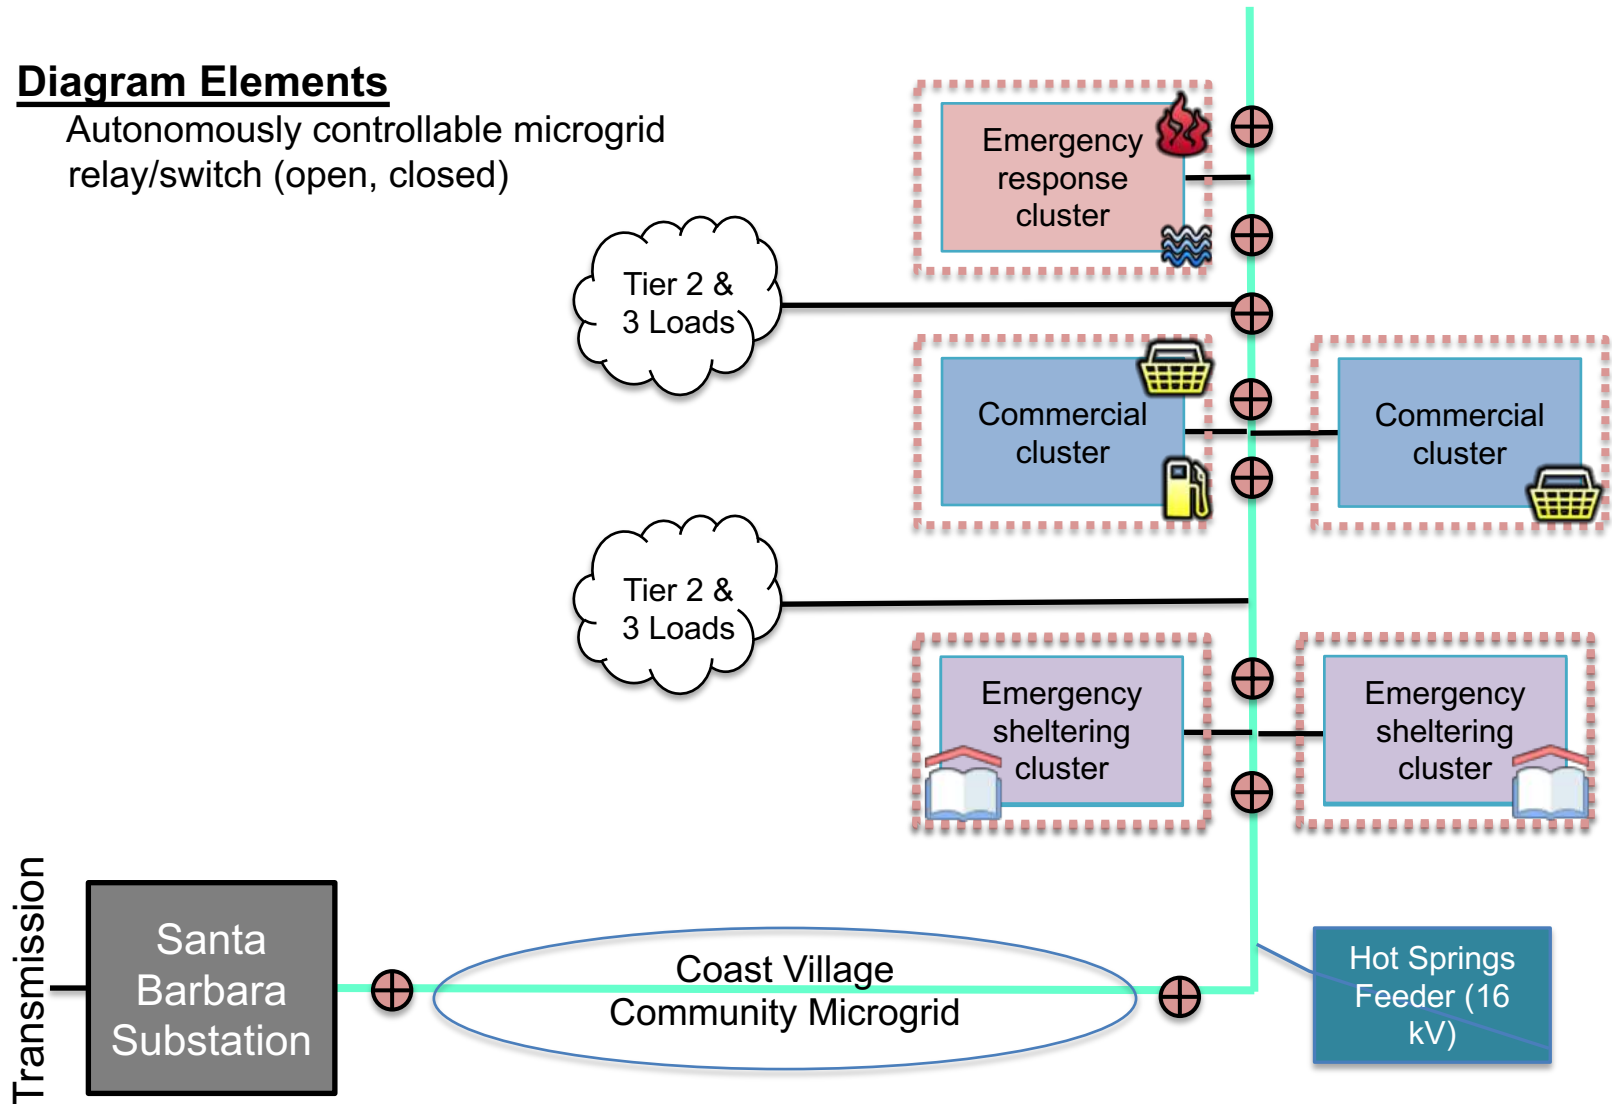 Diagram Elements
Autonomously controllable microgrid
relay/switch (open, closed)
Emergency
response
cluster
Tier 2 &
3 Loads
Commercial
cluster
Commercial
cluster
Tier 2 &
3 Loads
Emergency
sheltering
cluster
Emergency
sheltering
cluster
Transmission
Santa
Barbara
Substation
Coast Village
Community Microgrid
Hot Springs
Feeder (16
kV)